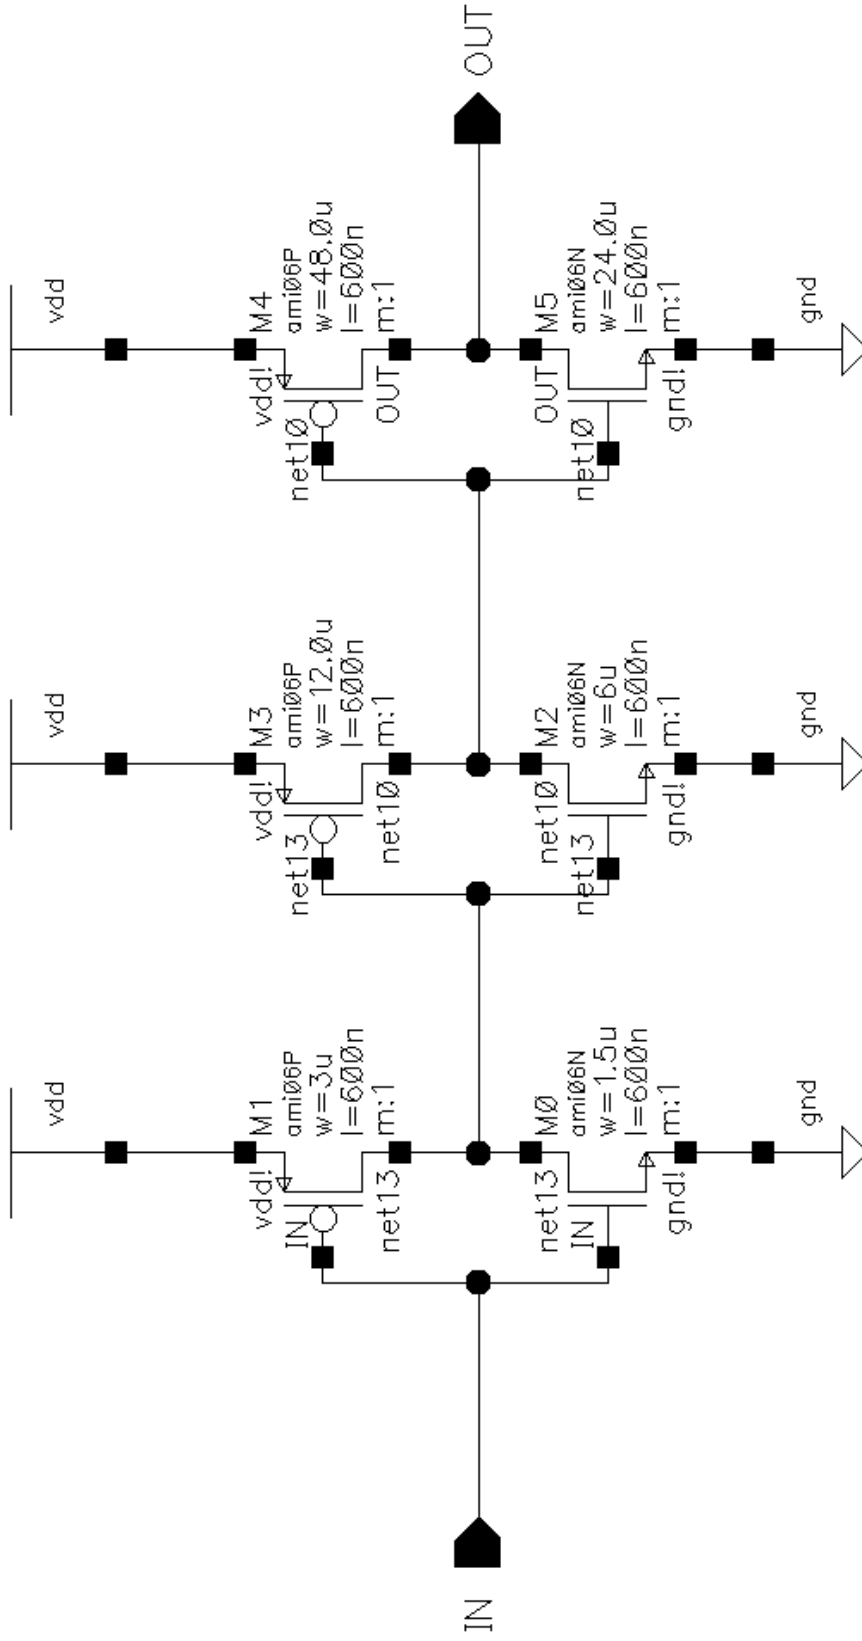 IN
vdd
M1
ami06P
w=3u
l=600n
m:1
vdd!
IN
net13
M0
ami06N
w=1.5u
l=600n
m:1
net13
IN
gnd!
gnd
vdd
M3
ami06P
w=12.0u
l=600n
m:1
vdd!
net13
net10
M2
ami06N
w=6u
l=600n
m:1
net10
net13
gnd!
gnd
vdd
M4
ami06P
w=48.0u
l=600n
m:1
vdd!
net10
OUT
M5
ami06N
w=24.0u
l=600n
m:1
OUT
net10
gnd!
gnd
OUT